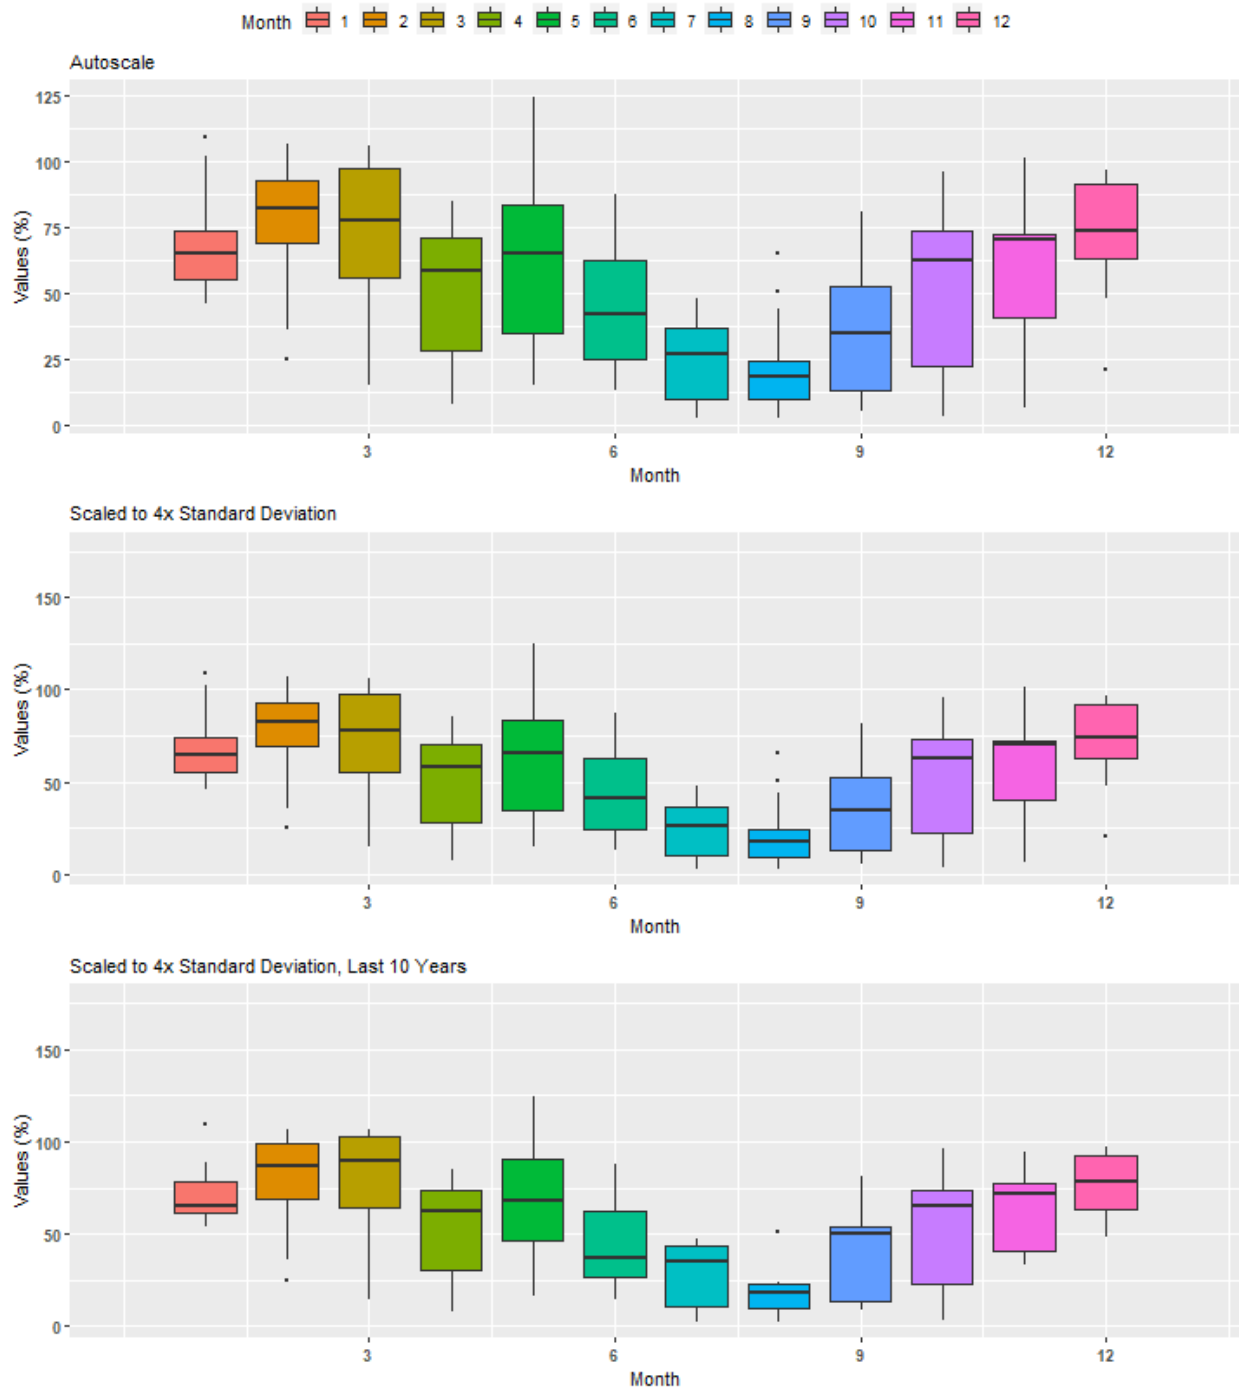 Month 1 2 3 4 5 6 7 8 9 10 11 12
Autoscale
Values (%)
125
100
75
50
25
0
3 6 9 12
Month
Scaled to 4x Standard Deviation
Values (%)
150
100
50
0
3 6 9 12
Month
Scaled to 4x Standard Deviation, Last 10 Years
Values (%)
150
100
50
0
3 6 9 12
Month